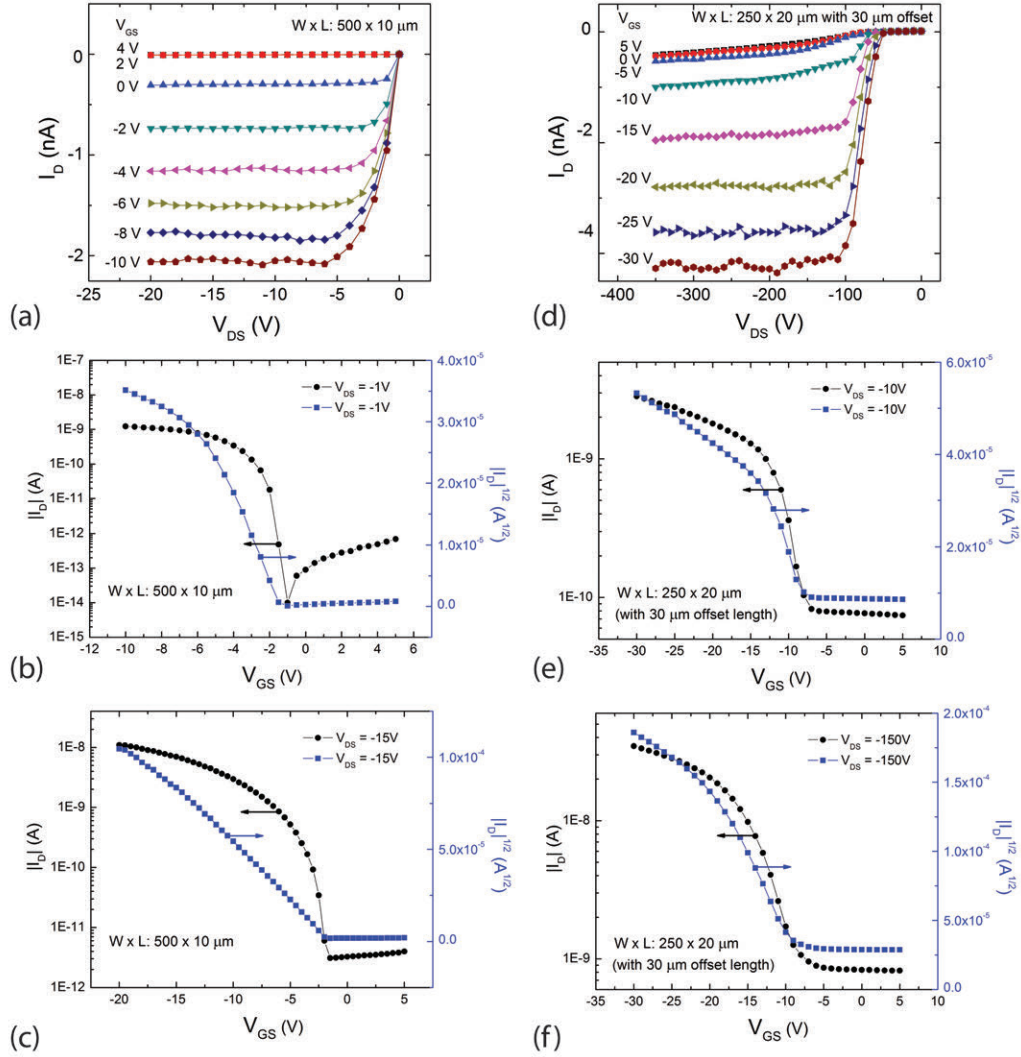 W x L: 500 x 10 μm
V_GS
4 V
2 V
0 V
-2 V
-4 V
-6 V
-8 V
-10 V
0
-1
-2
I_D (nA)
-25 -20 -15 -10 -5 0
V_DS (V)
(a)
W x L: 250 x 20 μm with 30 μm offset
V_GS
5 V
0 V
-5 V
-10 V
-15 V
-20 V
-25 V
-30 V
0
-2
-4
I_D (nA)
-400 -300 -200 -100 0
V_DS (V)
(d)
1E-7
1E-8
1E-9
1E-10
1E-11
1E-12
1E-13
1E-14
1E-15
|I_D| (A)
V_DS = -1V
V_DS = -1V
W x L: 500 x 10 μm
4.0x10^-5
3.0x10^-5
2.0x10^-5
1.0x10^-5
0.0
|I_D|^1/2 (A^1/2)
-12 -10 -8 -6 -4 -2 0 2 4 6
V_GS (V)
(b)
1E-9
1E-10
|I_D| (A)
V_DS = -10V
V_DS = -10V
W x L: 250 x 20 μm
(with 30 μm offset length)
6.0x10^-5
4.0x10^-5
2.0x10^-5
0.0
|I_D|^1/2 (A^1/2)
-35 -30 -25 -20 -15 -10 -5 0 5 10
V_GS (V)
(e)
1E-8
1E-9
1E-10
1E-11
1E-12
|I_D| (A)
V_DS = -15V
V_DS = -15V
W x L: 500 x 10 μm
1.0x10^-4
5.0x10^-5
0.0
|I_D|^1/2 (A^1/2)
-20 -15 -10 -5 0 5
V_GS (V)
(c)
1E-8
1E-9
|I_D| (A)
V_DS = -150V
V_DS = -150V
W x L: 250 x 20 μm
(with 30 μm offset length)
2.0x10^-4
1.5x10^-4
1.0x10^-4
5.0x10^-5
0.0
|I_D|^1/2 (A^1/2)
-35 -30 -25 -20 -15 -10 -5 0 5 10
V_GS (V)
(f)